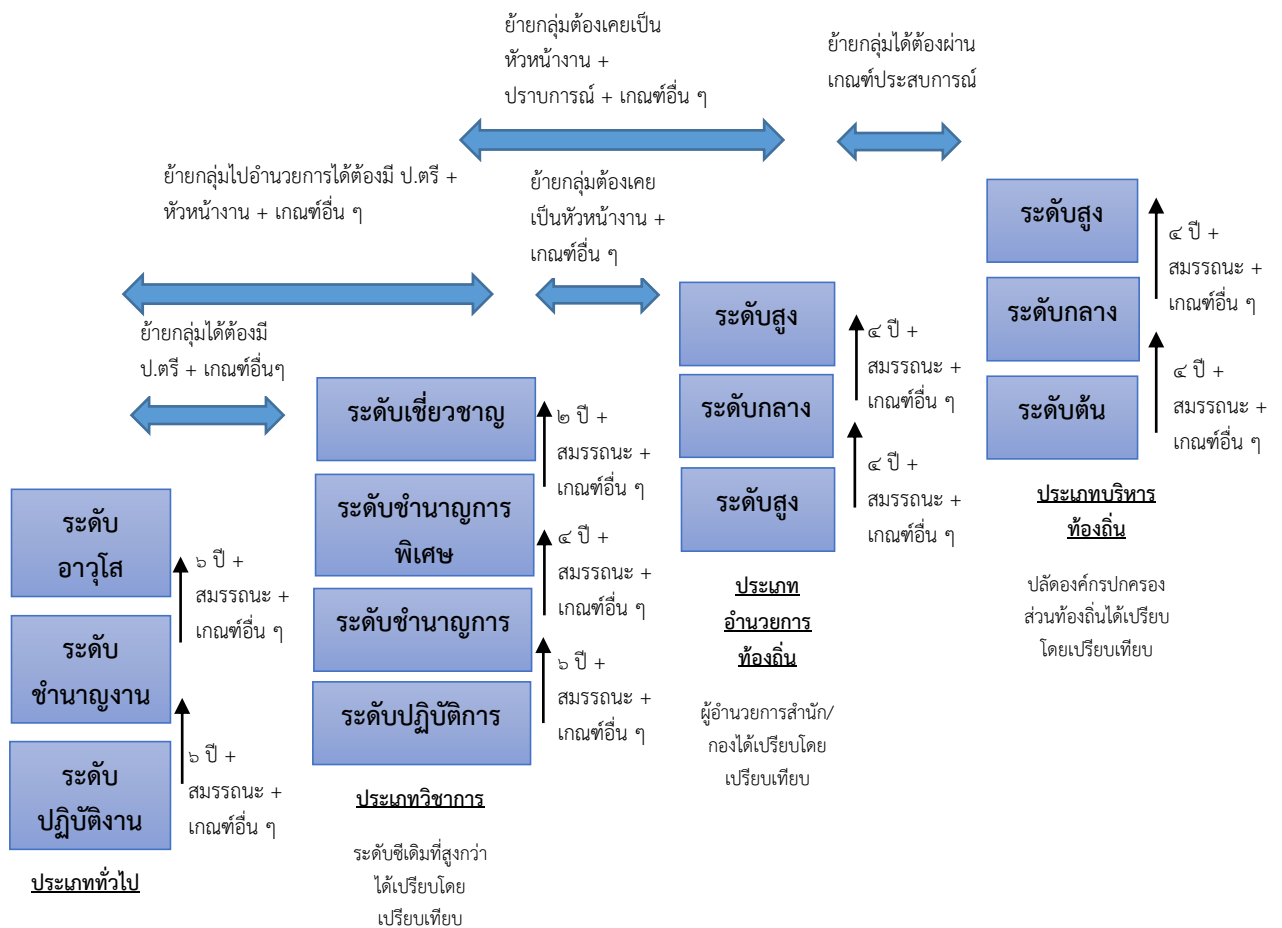 ย้ายกลุ่มต้องเคยเป็น
หัวหน้างาน +
ปราบการณ์ + เกณฑ์อื่น ๆ
ย้ายกลุ่มได้ต้องผ่าน
เกณฑ์ประสบการณ์
ย้ายกลุ่มไปอำนวยการได้ต้องมี ป.ตรี +
หัวหน้างาน + เกณฑ์อื่น ๆ
ย้ายกลุ่มต้องเคย
เป็นหัวหน้างาน +
เกณฑ์อื่น ๆ
ย้ายกลุ่มได้ต้องมี
ป.ตรี + เกณฑ์อื่นๆ
ระดับ
อาวุโส
๖ ปี +
สมรรถนะ +
เกณฑ์อื่น ๆ
ระดับ
ชำนาญงาน
๖ ปี +
สมรรถนะ +
เกณฑ์อื่น ๆ
ระดับ
ปฏิบัติงาน
ประเภททั่วไป
ระดับเชี่ยวชาญ
๒ ปี +
สมรรถนะ +
เกณฑ์อื่น ๆ
ระดับชำนาญการ
พิเศษ
๔ ปี +
สมรรถนะ +
เกณฑ์อื่น ๆ
ระดับชำนาญการ
๖ ปี +
สมรรถนะ +
เกณฑ์อื่น ๆ
ระดับปฏิบัติการ
ประเภทวิชาการ
ระดับซีเดิมที่สูงกว่า
ได้เปรียบโดย
เปรียบเทียบ
ระดับสูง
๔ ปี +
สมรรถนะ +
เกณฑ์อื่น ๆ
ระดับกลาง
๔ ปี +
สมรรถนะ +
เกณฑ์อื่น ๆ
ระดับสูง
ประเภท
อำนวยการ
ท้องถิ่น
ผู้อำนวยการสำนัก/
กองได้เปรียบโดย
เปรียบเทียบ
ระดับสูง
๔ ปี +
สมรรถนะ +
เกณฑ์อื่น ๆ
ระดับกลาง
๔ ปี +
สมรรถนะ +
เกณฑ์อื่น ๆ
ระดับต้น
ประเภทบริหาร
ท้องถิ่น
ปลัดองค์กรปกครอง
ส่วนท้องถิ่นได้เปรียบ
โดยเปรียบเทียบ